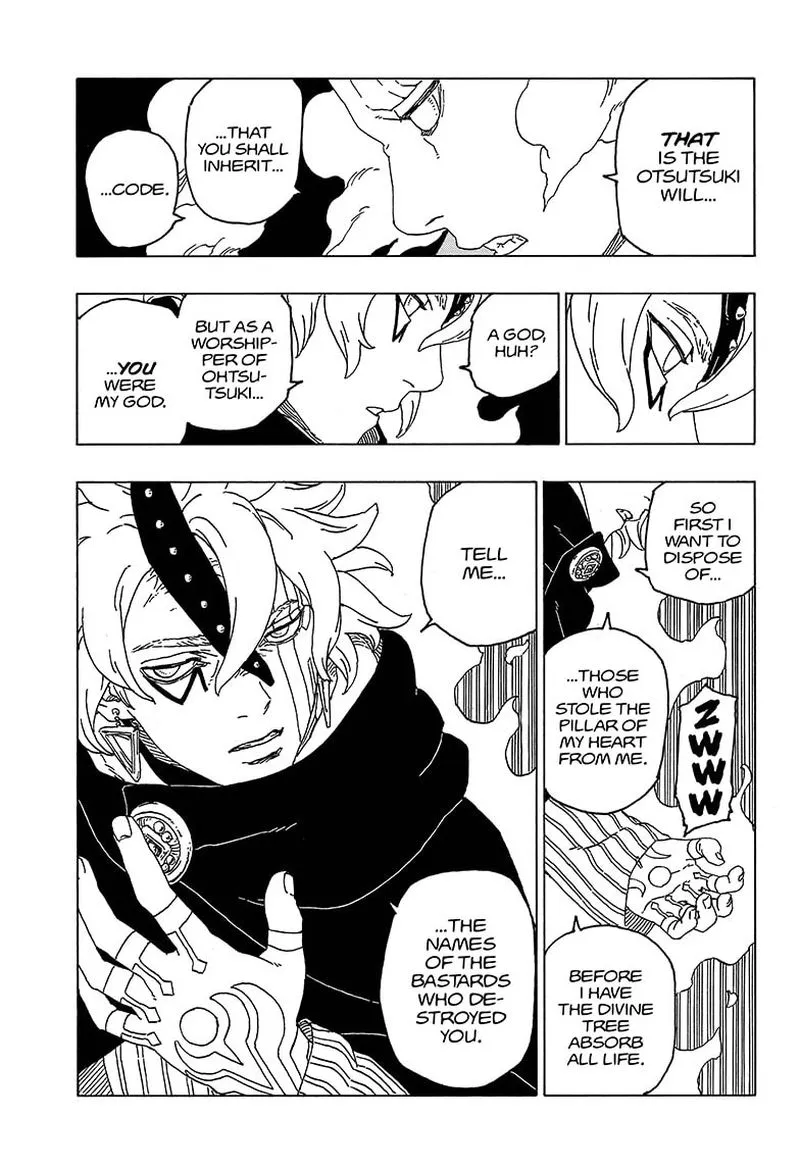 THAT
IS THE
OTSUTSUKI
WILL...
...THAT
YOU SHALL
INHERIT...
...CODE.
A GOD,
HUH?
BUT AS A
WORSHIP-
PER OF
OHTSU-
TSUKI...
...YOU
WERE
MY GOD.
SO
FIRST I
WANT TO
DISPOSE
OF...
...THOSE
WHO
STOLE THE
PILLAR OF
MY HEART
FROM ME.
ZWWW
BEFORE
I HAVE
THE DIVINE
TREE
ABSORB
ALL LIFE.
TELL
ME...
...THE
NAMES
OF THE
BASTARDS
WHO DE-
STROYED
YOU.